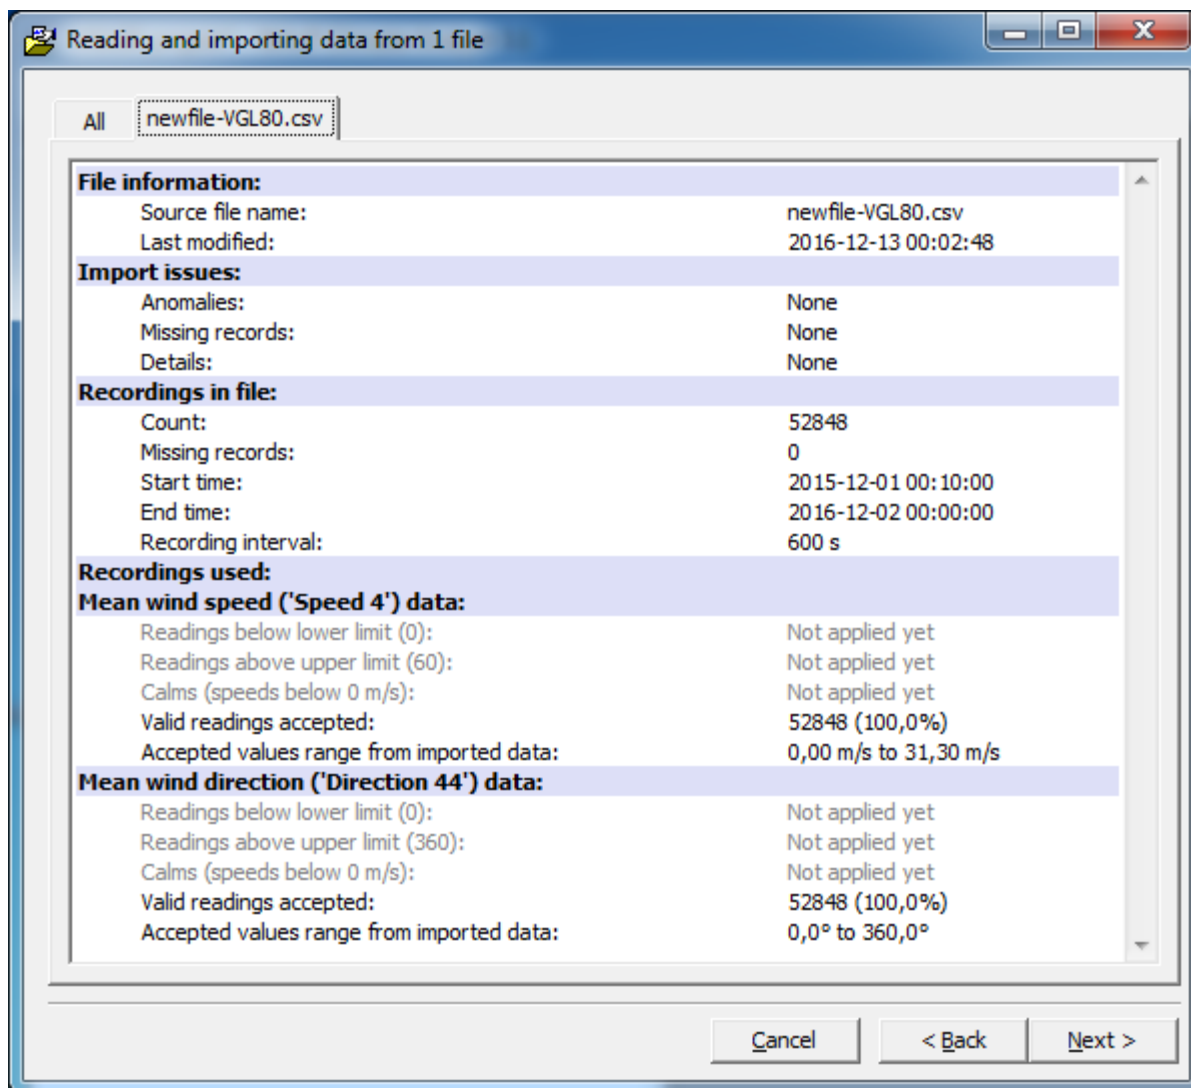 Reading and importing data from 1 file
All
newfile-VGL80.csv
File information:
Source file name: newfile-VGL80.csv
Last modified: 2016-12-13 00:02:48
Import issues:
Anomalies: None
Missing records: None
Details: None
Recordings in file:
Count: 52848
Missing records: 0
Start time: 2015-12-01 00:10:00
End time: 2016-12-02 00:00:00
Recording interval: 600 s
Recordings used:
Mean wind speed ('Speed 4') data:
Readings below lower limit (0): Not applied yet
Readings above upper limit (60): Not applied yet
Calms (speeds below 0 m/s): Not applied yet
Valid readings accepted: 52848 (100,0%)
Accepted values range from imported data: 0,00 m/s to 31,30 m/s
Mean wind direction ('Direction 44') data:
Readings below lower limit (0): Not applied yet
Readings above upper limit (360): Not applied yet
Calms (speeds below 0 m/s): Not applied yet
Valid readings accepted: 52848 (100,0%)
Accepted values range from imported data: 0,0° to 360,0°
Cancel < Back Next >